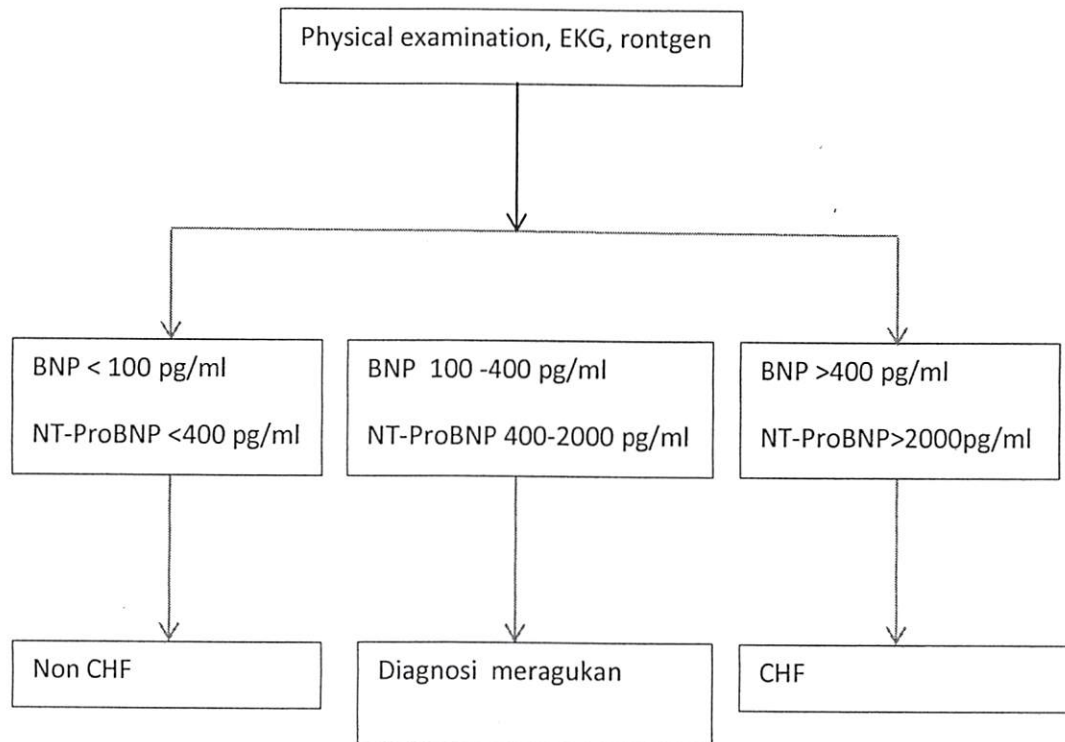 Physical examination, EKG, rontgen
BNP < 100 pg/ml
NT-ProBNP <400 pg/ml
BNP  100 -400 pg/ml
NT-ProBNP 400-2000 pg/ml
BNP >400 pg/ml
NT-ProBNP>2000pg/ml
Non CHF
Diagnosi  meragukan
CHF